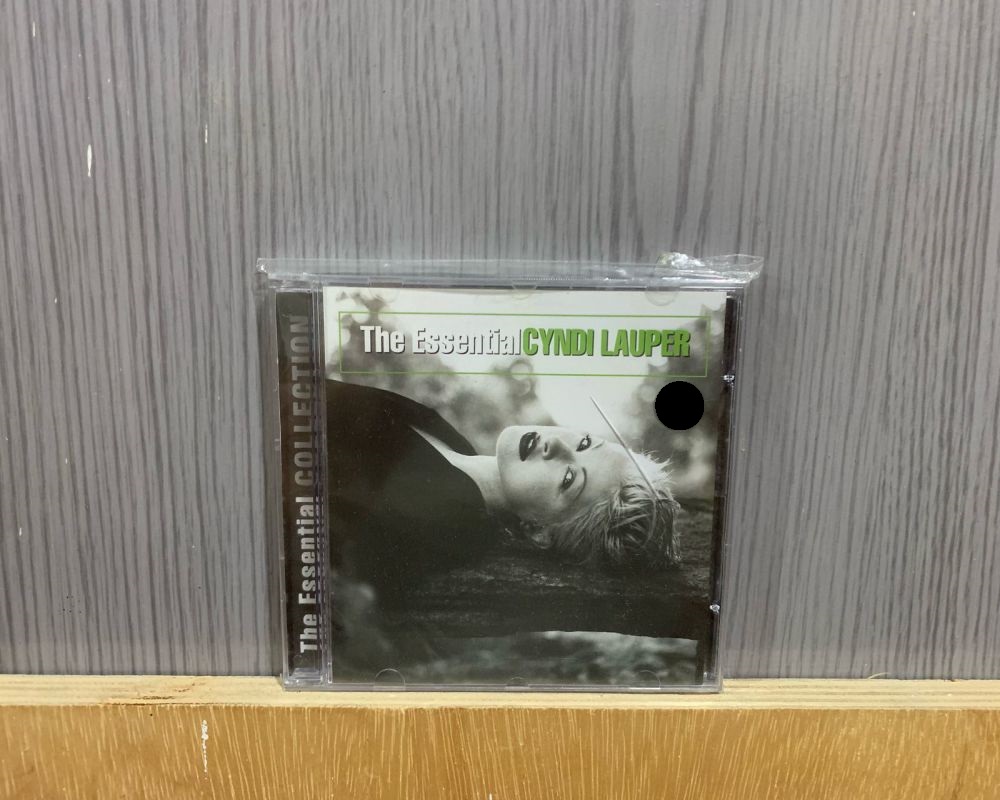 The Essential CYNDI LAUPER
The Essential COLLECTION